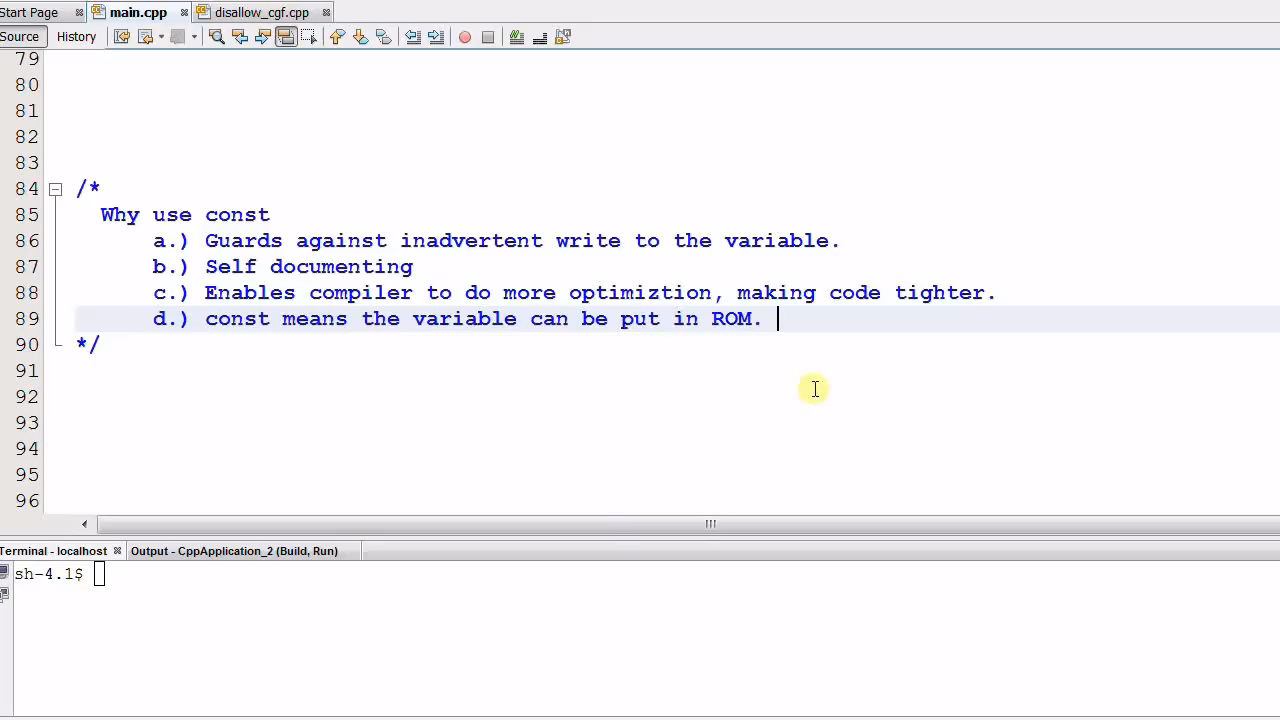 Start Page main.cpp disallow_cgf.cpp
Source History
79
80
81
82
83
84 /*
85 Why use const
86 a.) Guards against inadvertent write to the variable.
87 b.) Self documenting
88 c.) Enables compiler to do more optimiztion, making code tighter.
89 d.) const means the variable can be put in ROM.
90 */
91
92
93
94
95
96
Terminal - localhost Output - CppApplication_2 (Build, Run)
sh-4.1$